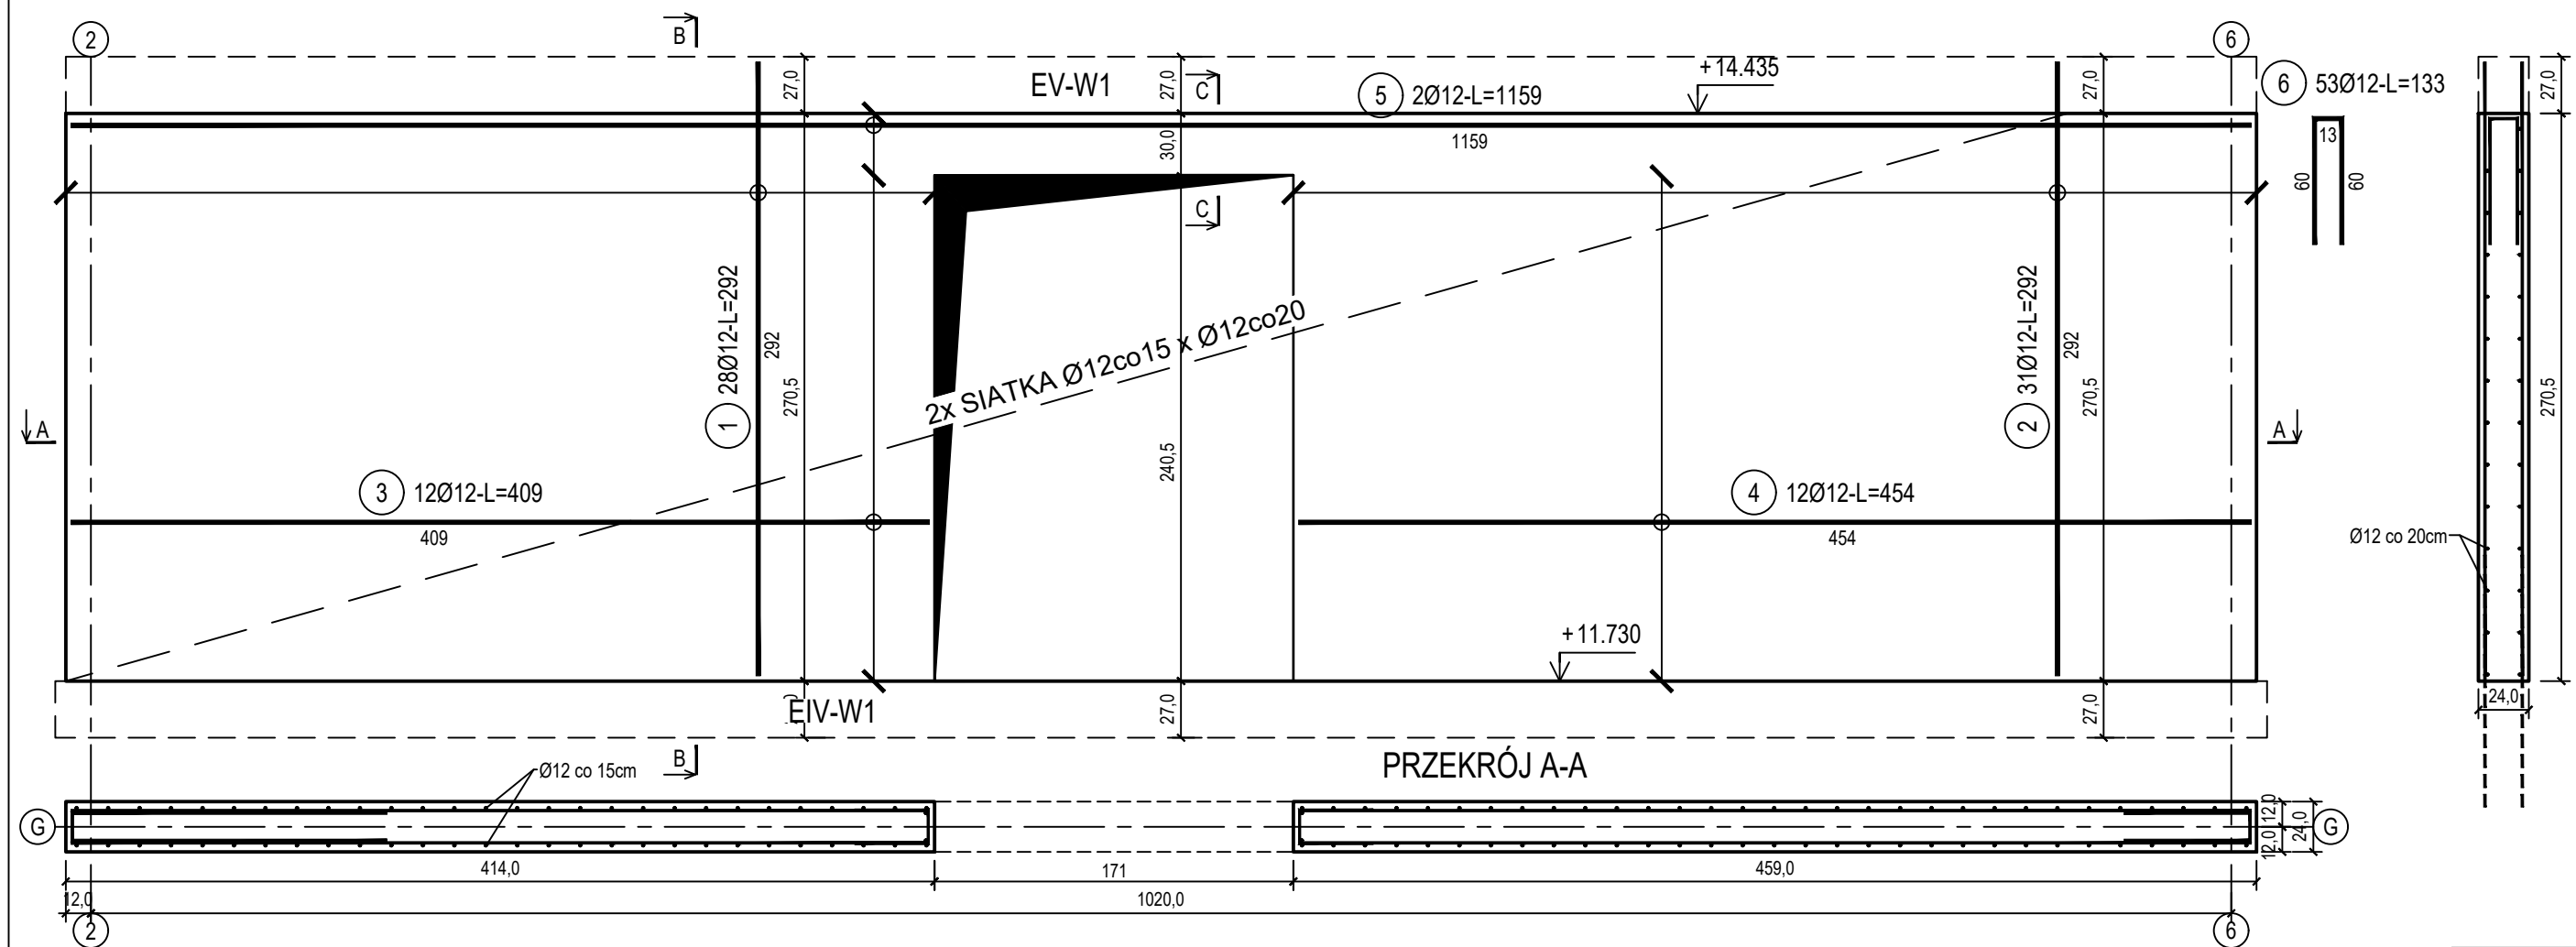 2
B
6
27,0
EV-W1
27,0
C
5 2Ø12-L=1159
+14.435
27,0
6 53Ø12-L=133
27,0
1159
30,0
13
60
60
C
1 28Ø12-L=292
292
270,5
2x SIATKA Ø12co15 x Ø12co20
2 31Ø12-L=292
292
270,5
270,5
A
A
240,5
3 12Ø12-L=409
409
4 12Ø12-L=454
454
Ø12 co 20cm
+11.730
EIV-W1
27,0
27,0
24,0
B
PRZEKRÓJ A-A
Ø12 co 15cm
G
12,0
12,0
24,0
G
414,0
171
459,0
12,0
1020,0
2
6